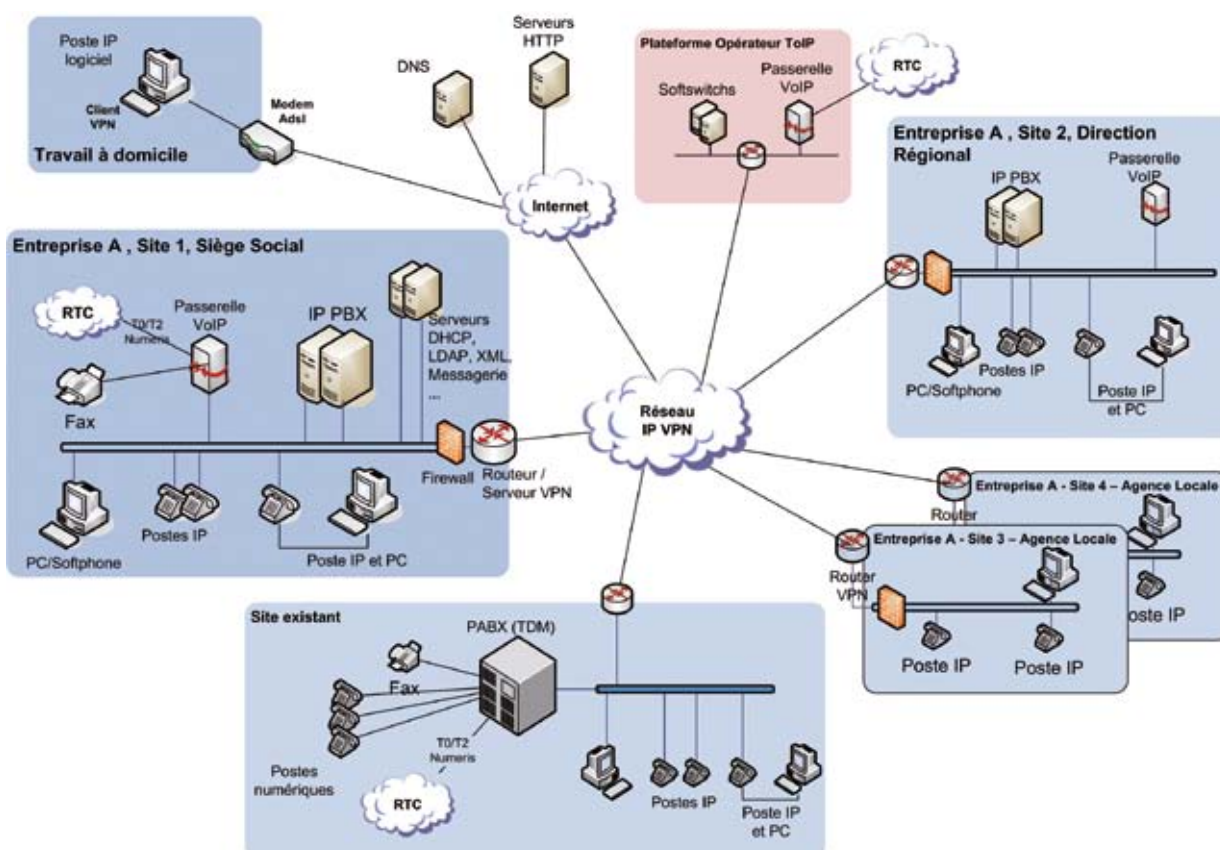 Poste IP
logiciel
Client
VPN
Modem
Adsl
Travail à domicile
DNS
Serveurs
HTTP
Internet
Plateforme Opérateur ToIP
Softswitchs
Passerelle
VoIP
RTC
Entreprise A , Site 2, Direction
Régional
IP PBX
Passerelle
VoIP
PC/Softphone
Postes IP
Poste IP
et PC
Entreprise A , Site 1, Siège Social
RTC
T0/T2
Numeris
Passerelle
VoIP
IP PBX
Serveurs
DHCP,
LDAP, XML,
Messagerie
...
Fax
Firewall
Routeur /
Serveur VPN
PC/Softphone
Postes IP
Poste IP et PC
Réseau
IP VPN
Router
Entreprise A - Site 4 – Agence Locale
Poste IP
Router
VPN
Entreprise A - Site 3 – Agence Locale
Poste IP
Poste IP
Site existant
PABX (TDM)
Fax
Postes
numériques
T0/T2
Numeris
RTC
Postes IP
Poste IP
et PC